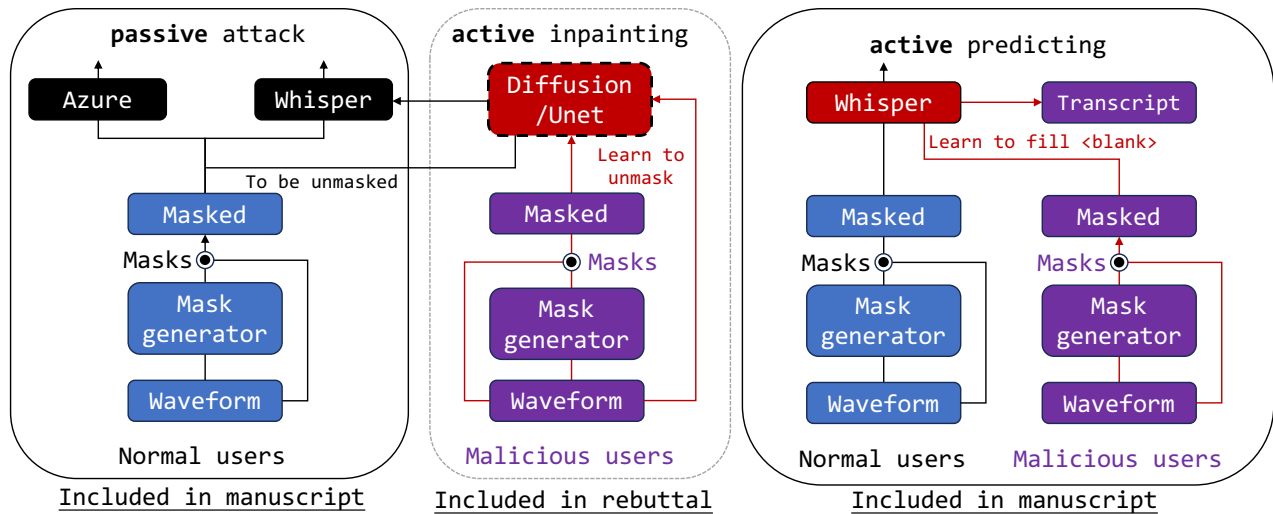 passive attack
Azure
Whisper
To be unmasked
Masked
Masks
Mask
generator
Waveform
Normal users
Included in manuscript
active inpainting
Diffusion
/Unet
Learn to
unmask
Masked
Masks
Mask
generator
Waveform
Malicious users
Included in rebuttal
active predicting
Whisper
Transcript
Learn to fill <blank>
Masked
Masks
Mask
generator
Waveform
Normal users
Masked
Masks
Mask
generator
Waveform
Malicious users
Included in manuscript